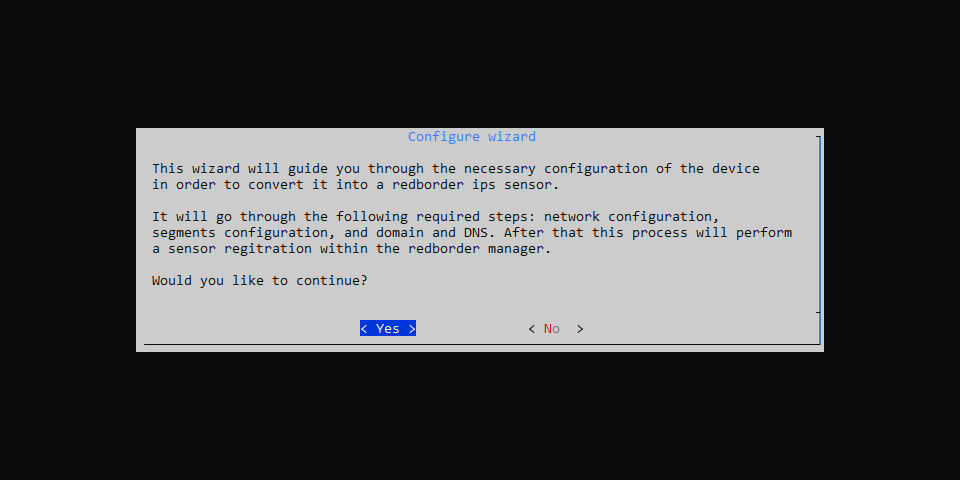 Configure wizard
This wizard will guide you through the necessary configuration of the device
in order to convert it into a redborder ips sensor.
It will go through the following required steps: network configuration,
segments configuration, and domain and DNS. After that this process will perform
a sensor regitration within the redborder manager.
Would you like to continue?
< Yes > < No >